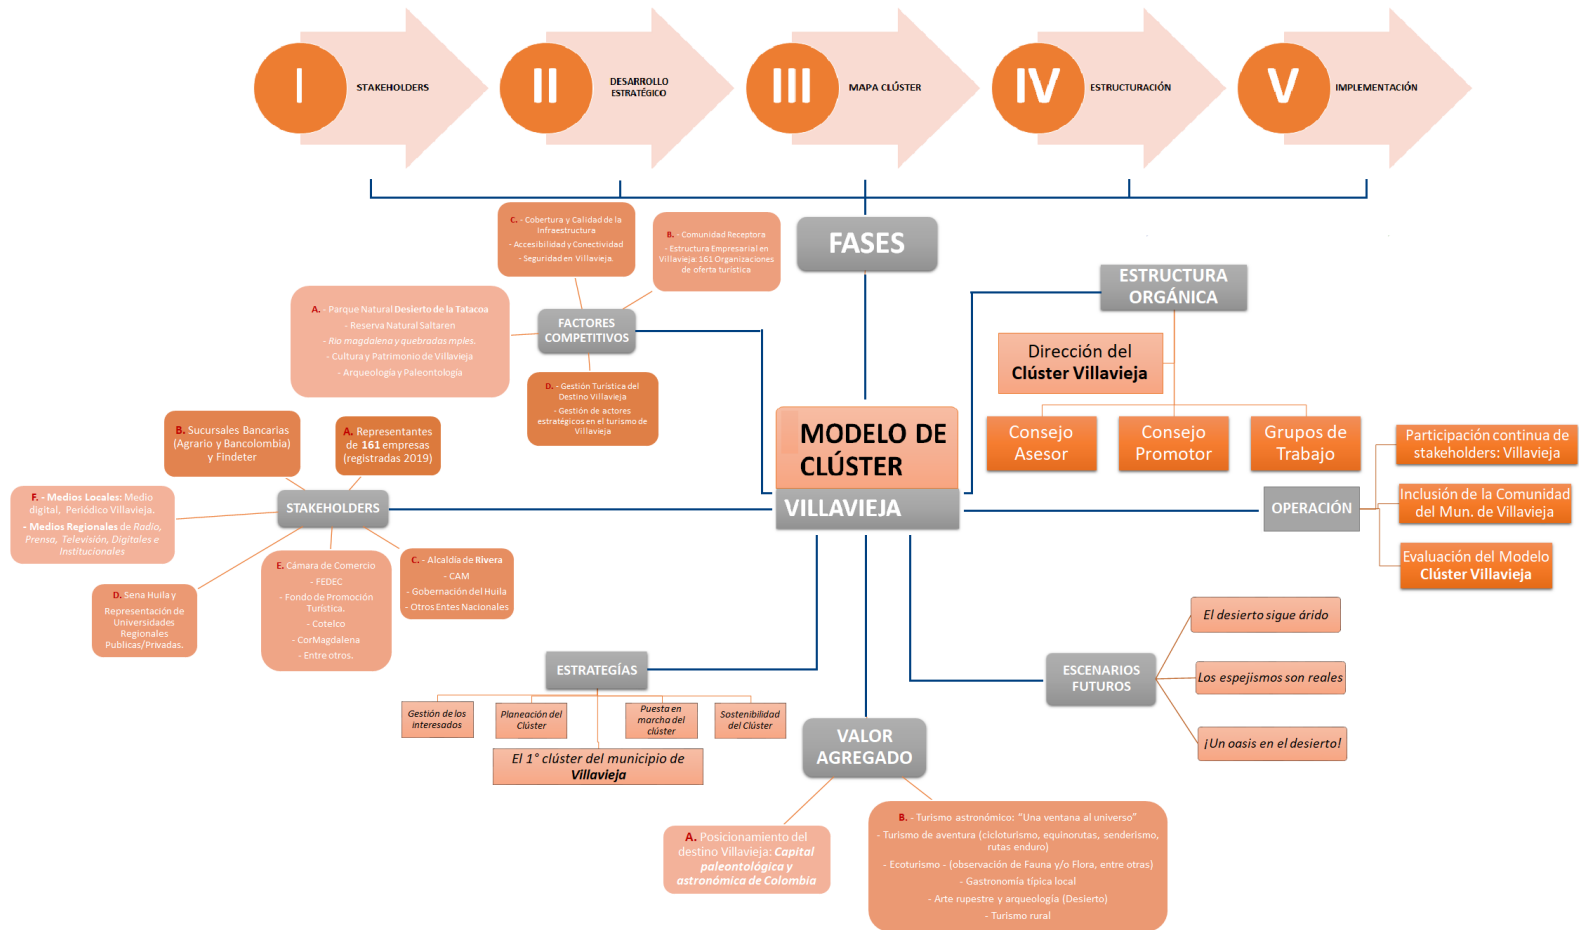 I
STAKEHOLDERS
II
DESARROLLO
ESTRATÉGICO
III
MAPA CLÚSTER
IV
ESTRUCTURACIÓN
V
IMPLEMENTACIÓN
FASES
C. - Cobertura y Calidad de la
Infraestructura
- Accesibilidad y Conectividad
- Seguridad en Villavieja.
B. - Comunidad Receptora
- Estructura Empresarial en
Villavieja: 161 Organizaciones
de oferta turística
A. - Parque Natural Desierto de la Tatacoa
- Reserva Natural Saltaren
- Rio magdalena y quebradas mples.
- Cultura y Patrimonio de Villavieja
- Arqueología y Paleontología
FACTORES
COMPETITIVOS
D. - Gestión Turística del
Destino Villavieja
- Gestión de actores
estratégicos en el turismo de
Villavieja
ESTRUCTURA
ORGÁNICA
Dirección del
Clúster Villavieja
Consejo
Asesor
Consejo
Promotor
Grupos de
Trabajo
MODELO DE
CLÚSTER
VILLAVIEJA
B. Sucursales Bancarias
(Agrario y Bancolombia)
y Findeter
A. Representantes
de 161 empresas
(registradas 2019)
F. - Medios Locales: Medio
digital, Periódico Villavieja.
- Medios Regionales de Radio,
Prensa, Televisión, Digitales e
Institucionales
STAKEHOLDERS
D. Sena Huila y
Representación de
Universidades
Regionales
Publicas/Privadas.
E. Cámara de Comercio
- FEDEC
- Fondo de Promoción
Turística.
- Cotelco
- CorMagdalena
- Entre otros.
C. - Alcaldía de Rivera
- CAM
- Gobernación del Huila
- Otros Entes Nacionales
OPERACIÓN
Participación continua de
stakeholders: Villavieja
Inclusión de la Comunidad
del Mun. de Villavieja
Evaluación del Modelo
Clúster Villavieja
ESTRATEGÍAS
Gestión de los
interesados
Planeación del
Clúster
Puesta en
marcha del
clúster
Sostenibilidad
del Clúster
El 1° clúster del municipio de
Villavieja
ESCENARIOS
FUTUROS
El desierto sigue árido
Los espejismos son reales
¡Un oasis en el desierto!
VALOR
AGREGADO
A. Posicionamiento del
destino Villavieja: Capital
paleontológica y
astronómica de Colombia
B. - Turismo astronómico: “Una ventana al universo”
- Turismo de aventura (cicloturismo, equinorutas, senderismo,
rutas enduro)
- Ecoturismo - (observación de Fauna y/o Flora, entre otras)
- Gastronomía típica local
- Arte rupestre y arqueología (Desierto)
- Turismo rural